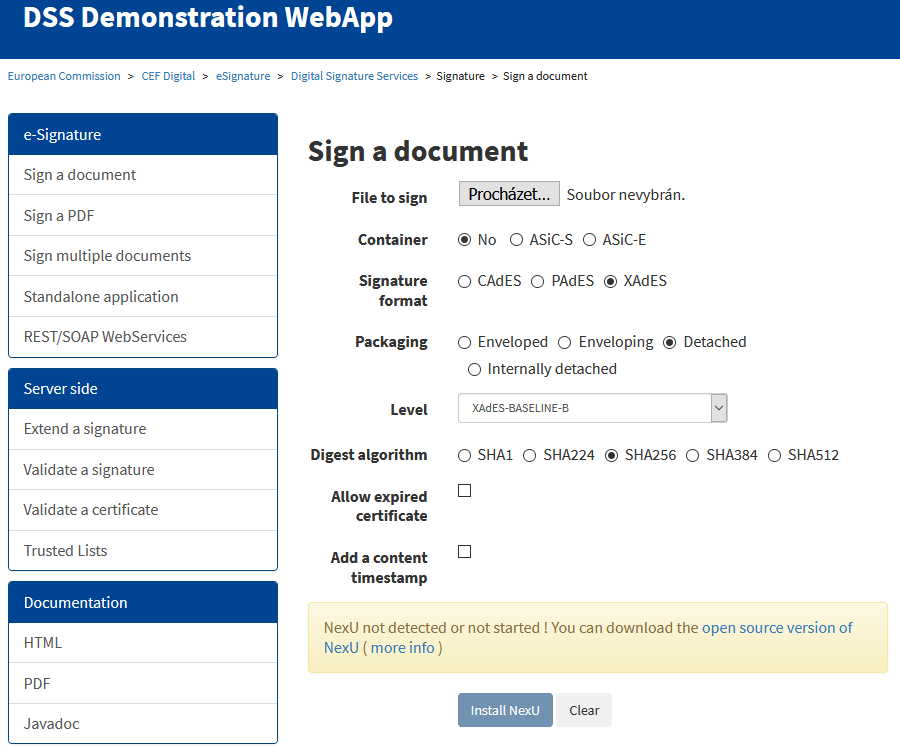 DSS Demonstration WebApp
European Commission > CEF Digital > eSignature > Digital Signature Services > Signature > Sign a document
e-Signature
Sign a document
Sign a PDF
Sign multiple documents
Standalone application
REST/SOAP WebServices
Server side
Extend a signature
Validate a signature
Validate a certificate
Trusted Lists
Documentation
HTML
PDF
Javadoc
Sign a document
File to sign Procházet... Soubor nevybrán.
Container No ASiC-S ASiC-E
Signature CAdES PAdES XAdES
format
Packaging Enveloped Enveloping Detached
Internally detached
Level XAdES-BASELINE-B
Digest algorithm SHA1 SHA224 SHA256 SHA384 SHA512
Allow expired
certificate
Add a content
timestamp
NexU not detected or not started ! You can download the open source version of
NexU ( more info )
Install NexU Clear